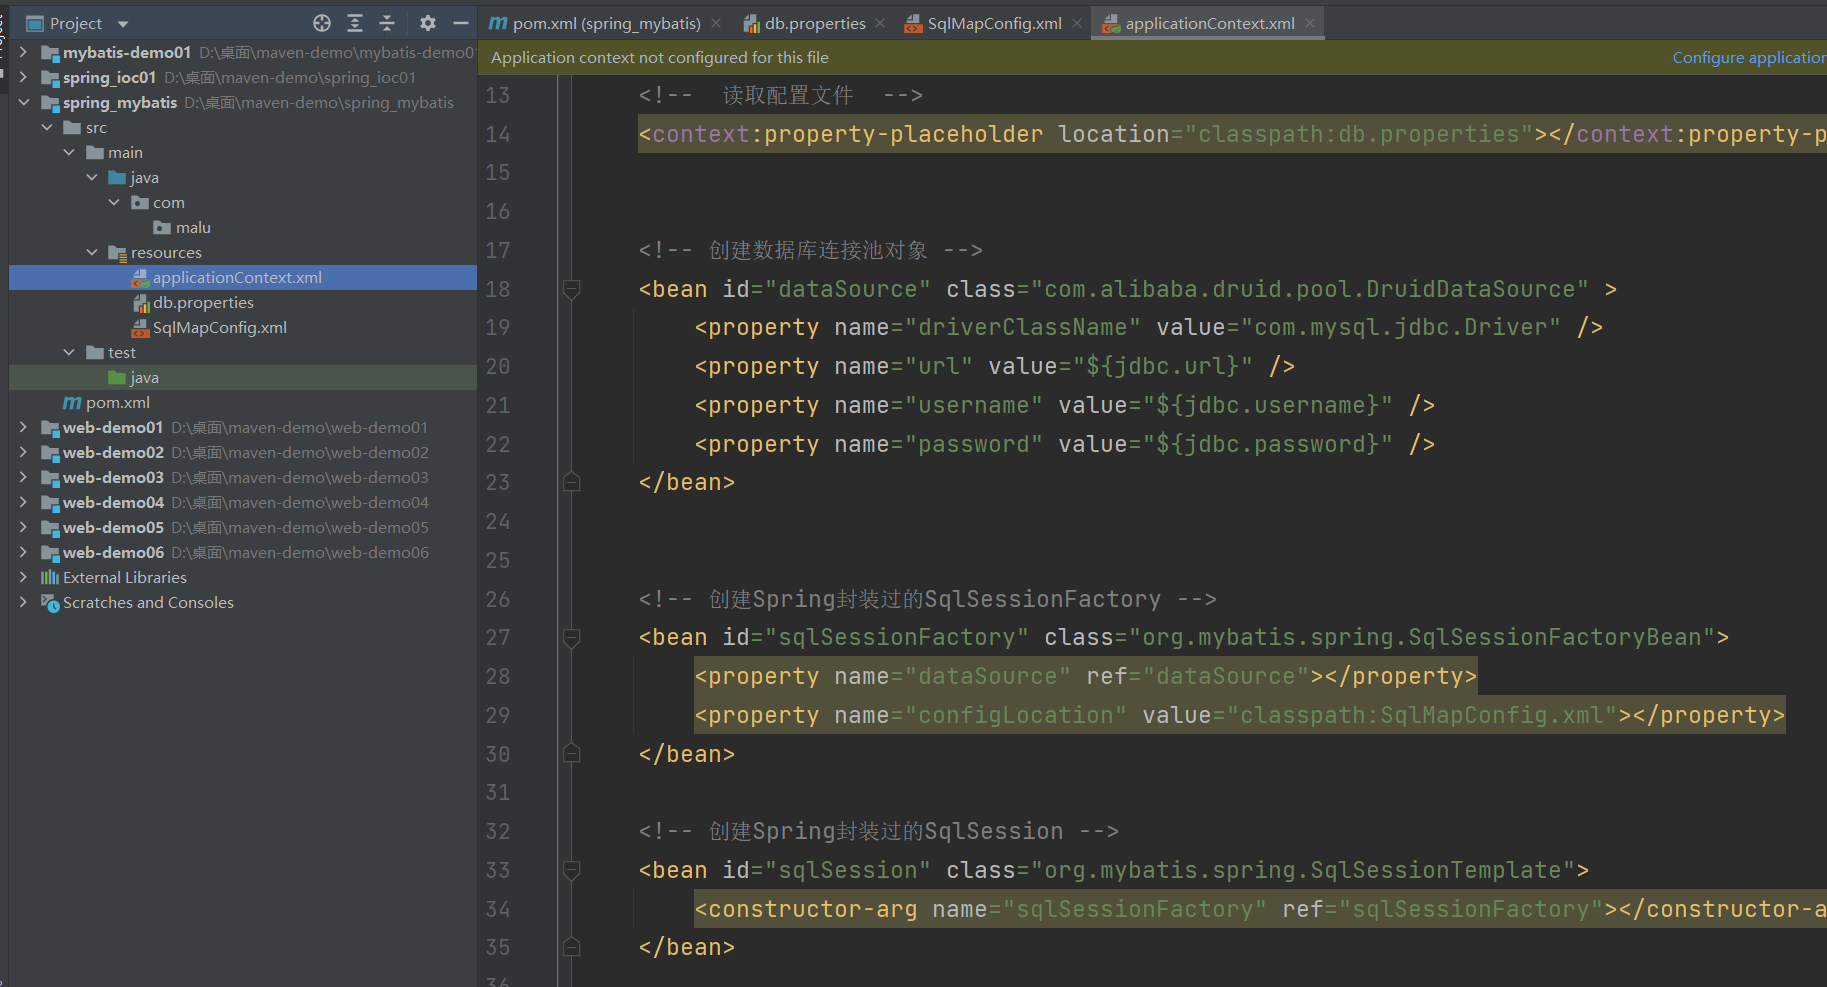 Project
pom.xml (spring_mybatis)
db.properties
SqlMapConfig.xml
applicationContext.xml
Application context not configured for this file
Configure application
mybatis-demo01 D:\桌面\maven-demo\mybatis-demo0
spring_ioc01 D:\桌面\maven-demo\spring_ioc01
spring_mybatis D:\桌面\maven-demo\spring_mybatis
src
main
java
com
malu
resources
applicationContext.xml
db.properties
SqlMapConfig.xml
test
java
pom.xml
web-demo01 D:\桌面\maven-demo\web-demo01
web-demo02 D:\桌面\maven-demo\web-demo02
web-demo03 D:\桌面\maven-demo\web-demo03
web-demo04 D:\桌面\maven-demo\web-demo04
web-demo05 D:\桌面\maven-demo\web-demo05
web-demo06 D:\桌面\maven-demo\web-demo06
External Libraries
Scratches and Consoles
13 <!--  读取配置文件  -->
14 <context:property-placeholder location="classpath:db.properties"></context:property-p
15
16
17 <!-- 创建数据库连接池对象 -->
18 <bean id="dataSource" class="com.alibaba.druid.pool.DruidDataSource" >
19 <property name="driverClassName" value="com.mysql.jdbc.Driver" />
20 <property name="url" value="${jdbc.url}" />
21 <property name="username" value="${jdbc.username}" />
22 <property name="password" value="${jdbc.password}" />
23 </bean>
24
25
26 <!-- 创建Spring封装过的SqlSessionFactory -->
27 <bean id="sqlSessionFactory" class="org.mybatis.spring.SqlSessionFactoryBean">
28 <property name="dataSource" ref="dataSource"></property>
29 <property name="configLocation" value="classpath:SqlMapConfig.xml"></property>
30 </bean>
31
32 <!-- 创建Spring封装过的SqlSession -->
33 <bean id="sqlSession" class="org.mybatis.spring.SqlSessionTemplate">
34 <constructor-arg name="sqlSessionFactory" ref="sqlSessionFactory"></constructor-a
35 </bean>
36